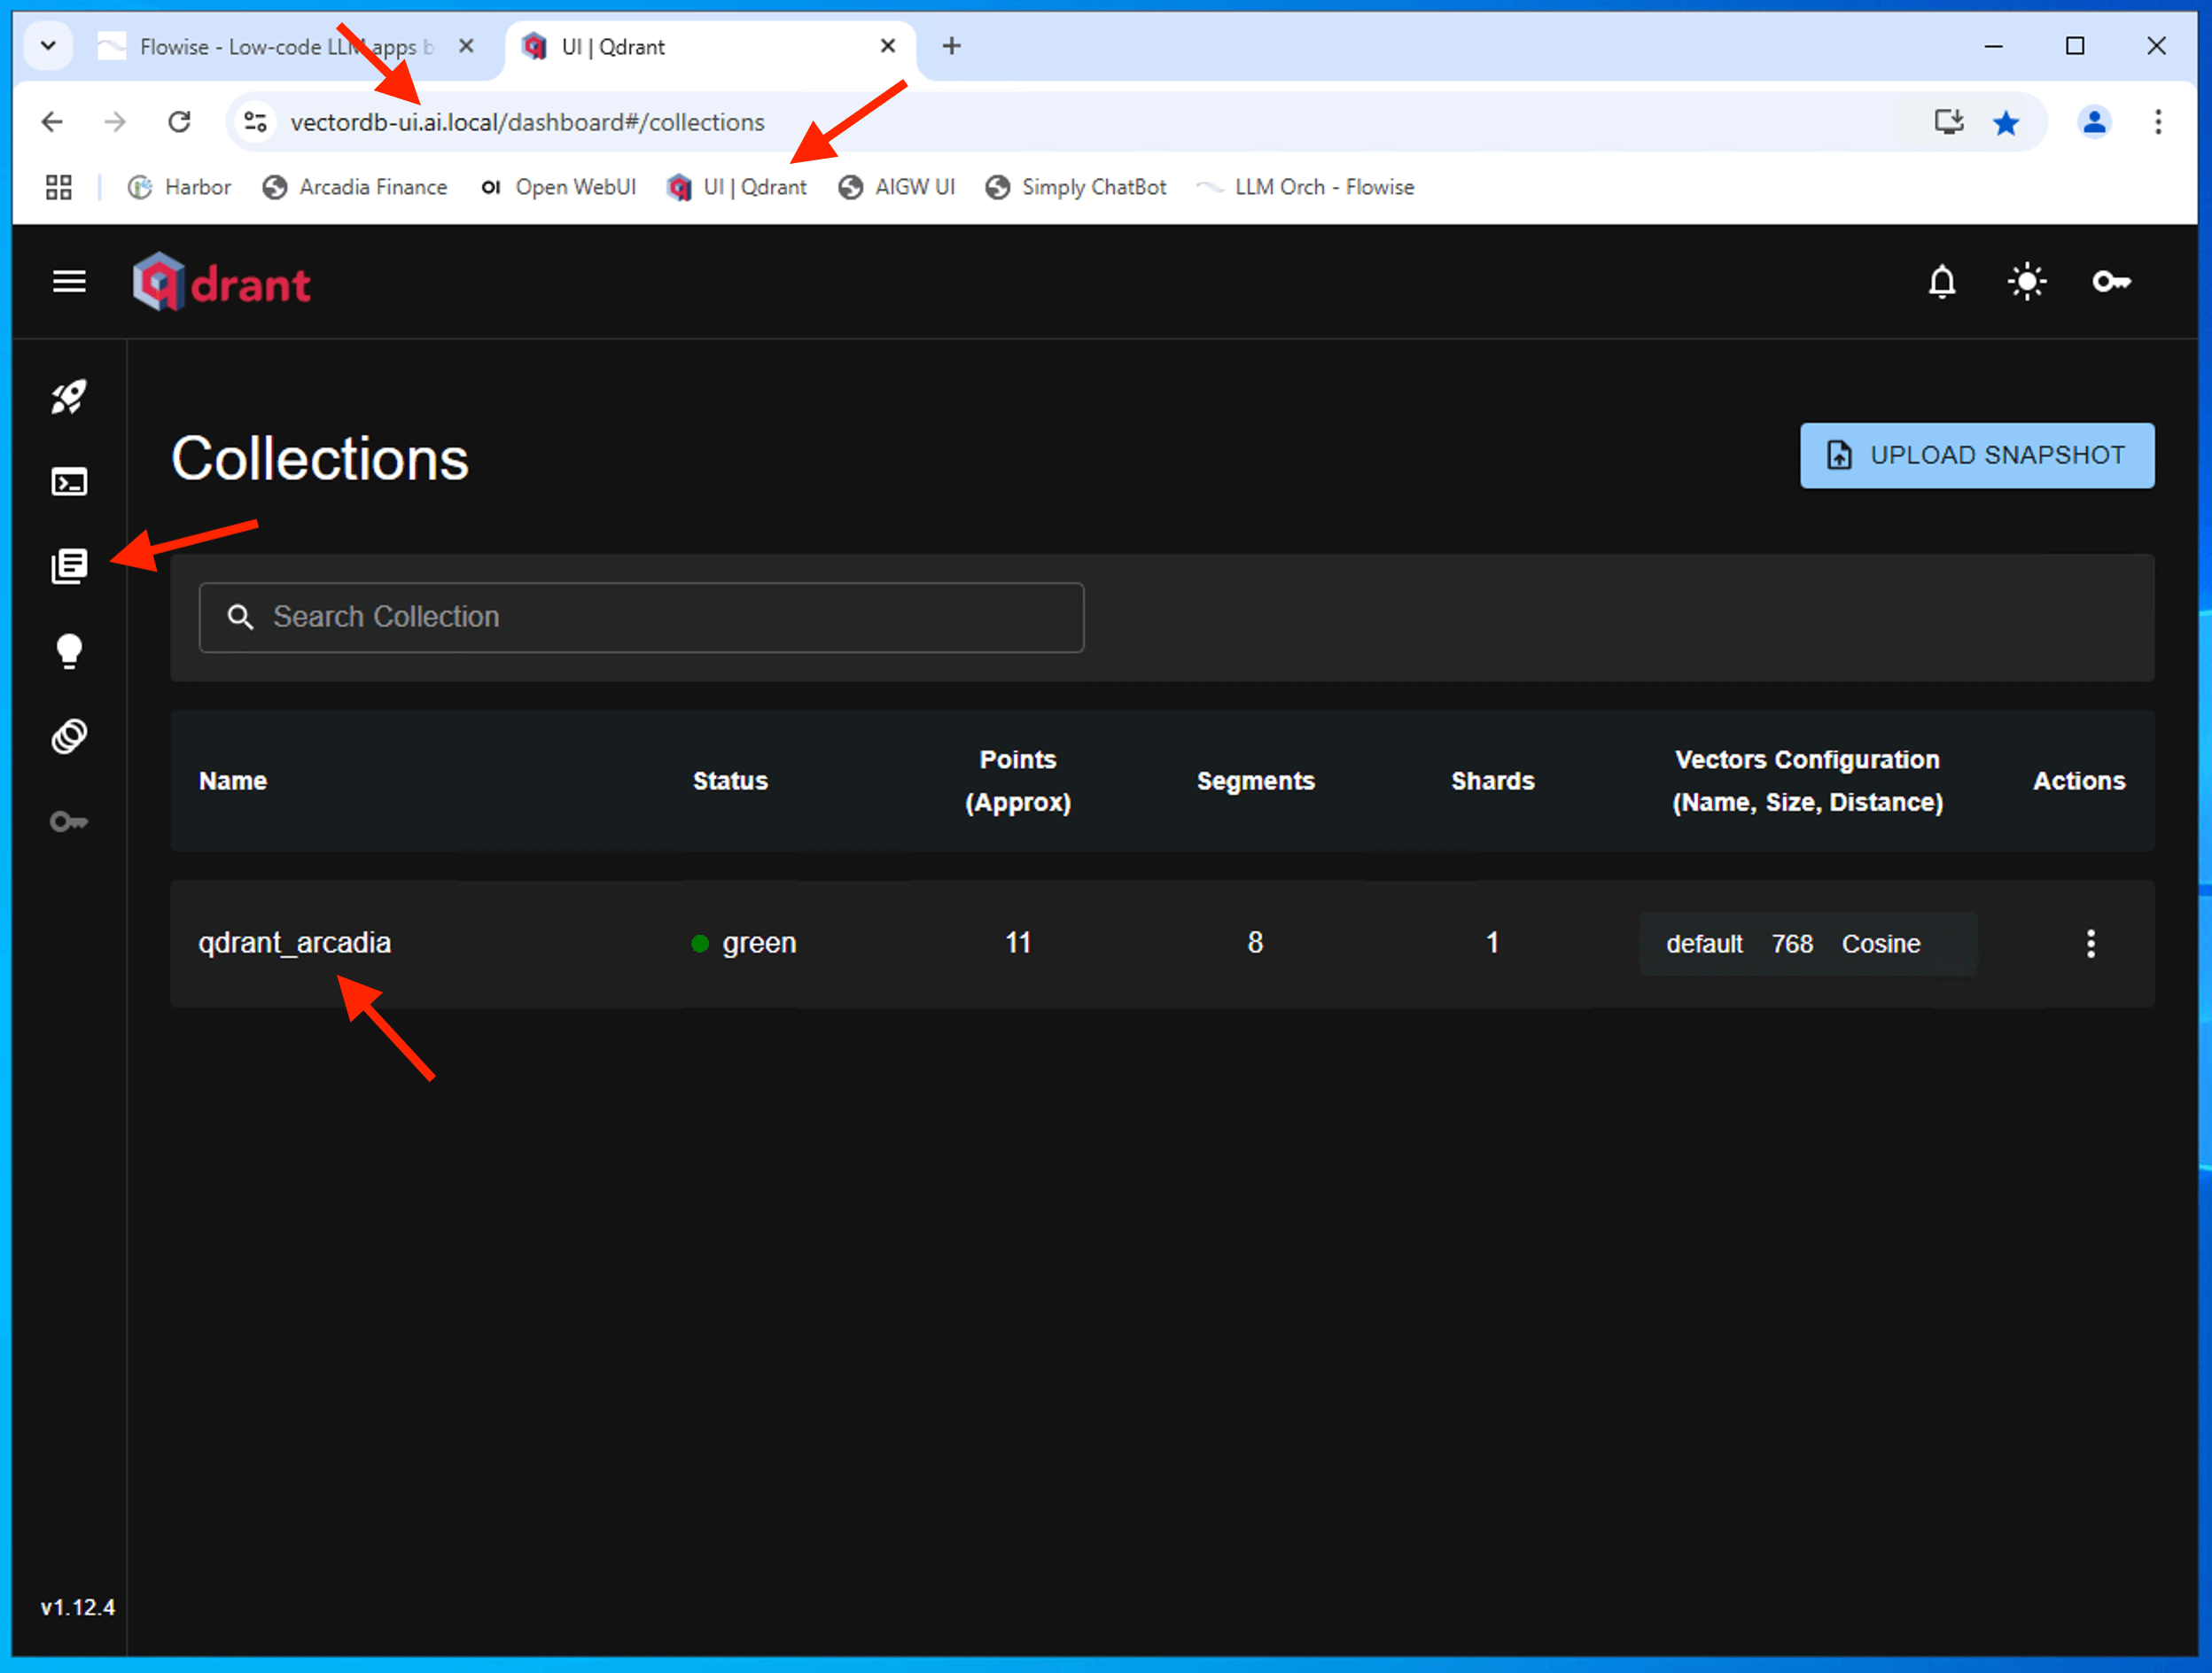 Flowise - Low-code LLM apps b
UI | Qdrant
vectordb-ui.ai.local/dashboard#/collections
Harbor
Arcadia Finance
OI Open WebUI
UI | Qdrant
AIGW UI
Simply ChatBot
LLM Orch - Flowise
qdrant
Collections
UPLOAD SNAPSHOT
Search Collection
Name
Status
Points
(Approx)
Segments
Shards
Vectors Configuration
(Name, Size, Distance)
Actions
qdrant_arcadia
green
11
8
1
default 768 Cosine
v1.12.4